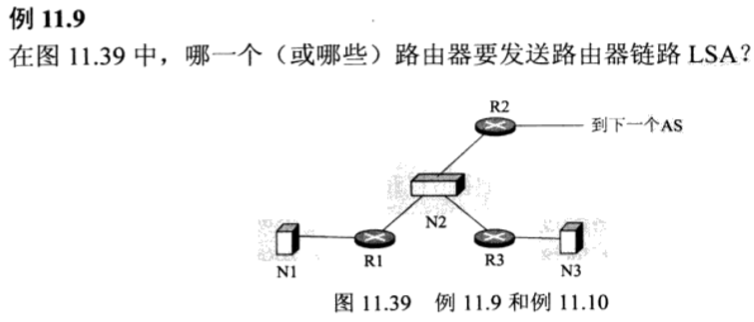 例 11.9
在图 11.39 中，哪一个（或哪些）路由器要发送路由器链路 LSA？
R2
到下一个AS
N2
N1
R1
R3
N3
图 11.39 例 11.9 和例 11.10